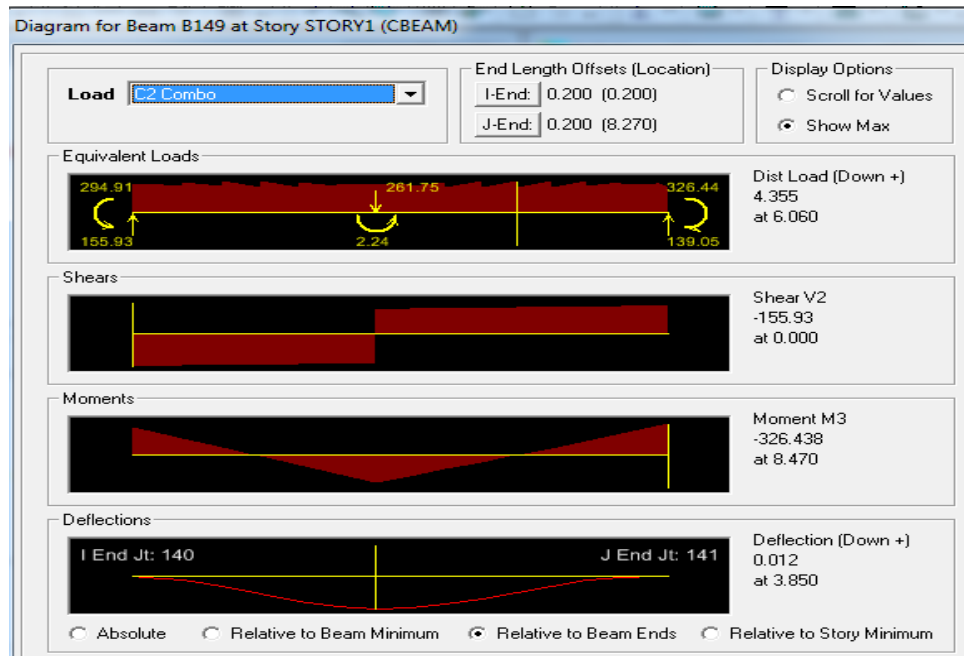 Diagram for Beam B149 at Story STORY1 (CBEAM)
Load C2 Combo
End Length Offsets (Location)
I-End: 0.200 (0.200)
J-End: 0.200 (8.270)
Display Options
Scroll for Values
Show Max
Equivalent Loads
294.91 261.75 326.44
155.93 2.24 139.05
Dist Load (Down +)
4.355
at 6.060
Shears
Shear V2
-155.93
at 0.000
Moments
Moment M3
-326.438
at 8.470
Deflections
I End Jt: 140 J End Jt: 141
Deflection (Down +)
0.012
at 3.850
Absolute Relative to Beam Minimum Relative to Beam Ends Relative to Story Minimum